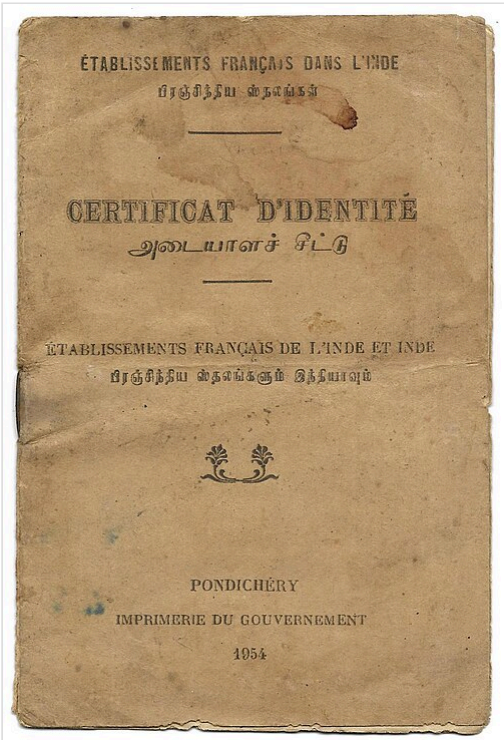 ÉTABLISSEMENTS FRANÇAIS DANS L'INDE
பிரஞ்சிந்திய ஸ்தலங்கள்
CERTIFICAT D'IDENTITÉ
அடையாளச் சீட்டு
ÉTABLISSEMENTS FRANÇAIS DE L'INDE ET INDE
பிரஞ்சிந்திய ஸ்தலங்களும் இந்தியாவும்
PONDICHÉRY
IMPRIMERIE DU GOUVERNEMENT
1954